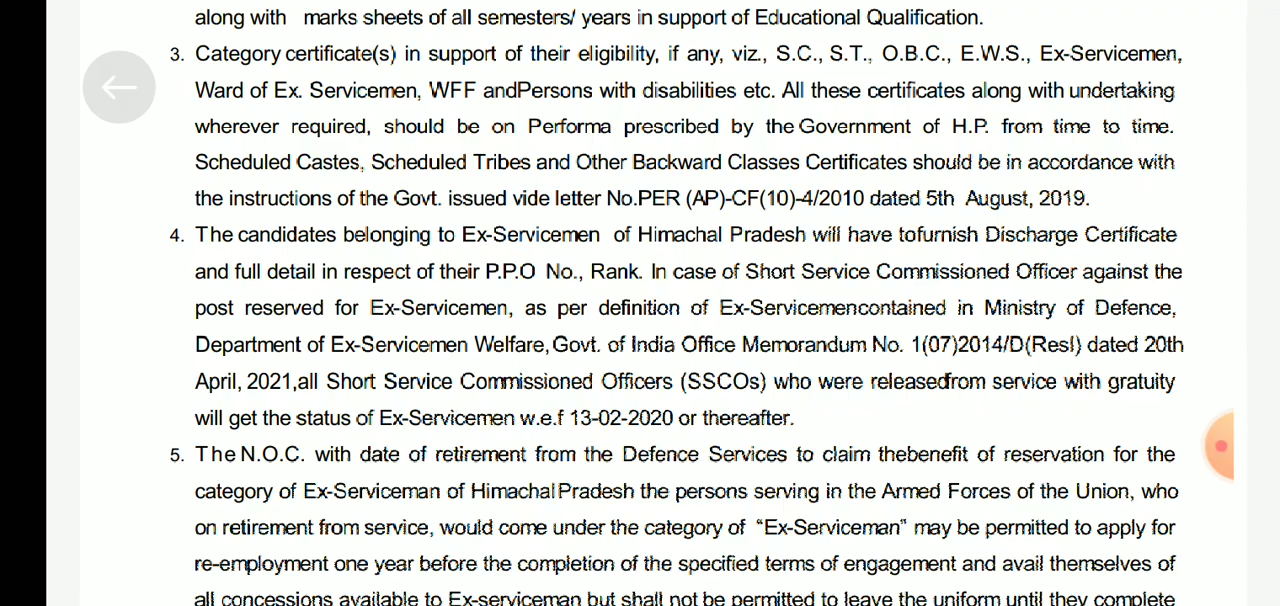 along with marks sheets of all semesters/ years in support of Educational Qualification.
3. Category certificate(s) in support of their eligibility, if any, viz., S.C., S.T., O.B.C., E.W.S., Ex-Servicemen,
Ward of Ex. Servicemen, WFF andPersons with disabilities etc. All these certificates along with undertaking
wherever required, should be on Performa prescribed by the Government of H.P. from time to time.
Scheduled Castes, Scheduled Tribes and Other Backward Classes Certificates should be in accordance with
the instructions of the Govt. issued vide letter No.PER (AP)-CF(10)-4/2010 dated 5th August, 2019.
4. The candidates belonging to Ex-Servicemen of Himachal Pradesh will have tofurnish Discharge Certificate
and full detail in respect of their P.P.O No., Rank. In case of Short Service Commissioned Officer against the
post reserved for Ex-Servicemen, as per definition of Ex-Servicemencontained in Ministry of Defence,
Department of Ex-Servicemen Welfare, Govt. of India Office Memorandum No. 1(07)2014/D(ResI) dated 20th
April, 2021,all Short Service Commissioned Officers (SSCOs) who were releasedfrom service with gratuity
will get the status of Ex-Servicemen w.e.f 13-02-2020 or thereafter.
5. The N.O.C. with date of retirement from the Defence Services to claim thebenefit of reservation for the
category of Ex-Serviceman of Himachal Pradesh the persons serving in the Armed Forces of the Union, who
on retirement from service, would come under the category of “Ex-Serviceman” may be permitted to apply for
re-employment one year before the completion of the specified terms of engagement and avail themselves of
all concessions available to Ex-serviceman but shall not be permitted to leave the uniform until they complete